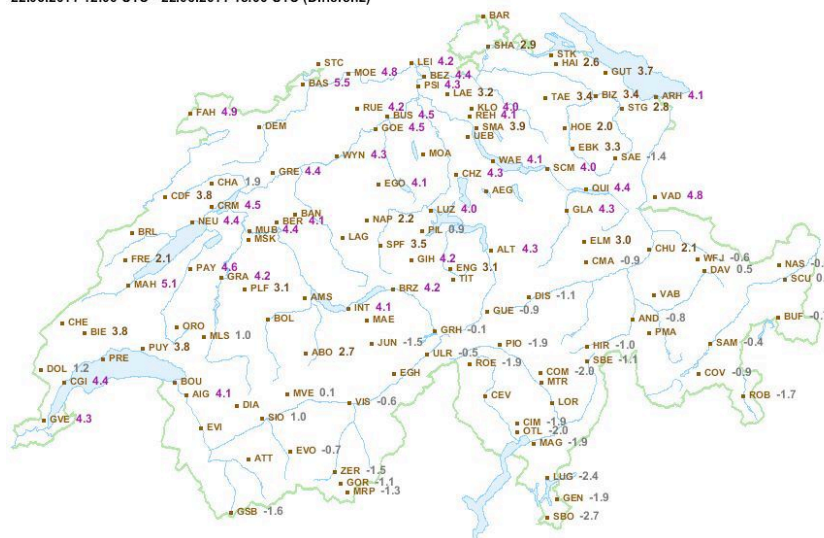 BAR
SHA 2.9
STK
HAI 2.6
STC
LEI 4.2
MOE 4.8
BEZ 4.4
GUT 3.7
BAS 5.5
PSI 4.3
LAE 3.2
TAE 3.4
BIZ 3.4
ARH 4.1
FAH 4.9
RUE 4.2
KLO 4.0
STG 2.8
BUS 4.5
REH 4.1
DEM
GOE 4.5
SMA 3.9
HOE 2.0
UEB
EBK 3.3
WYN 4.3
MOA
WAE 4.1
SAE -1.4
SCM 4.0
GRE 4.4
CHZ 4.3
CHA 1.9
EGO 4.1
AEG
QUI 4.4
CDF 3.8
VAD 4.8
CRM 4.5
LUZ 4.0
GLA 4.3
BAN
NEU 4.4
BER 4.1
NAP 2.2
BRL
MUB 4.4
PIL 0.9
MSK
LAG
SPF 3.5
ELM 3.0
ALT 4.3
CHU 2.1
FRE 2.1
GIH 4.2
CMA -0.9
WFJ -0.6
PAY 4.6
ENG 3.1
DAV 0.5
NAS
GRA 4.2
TIT
SCU
MAH 5.1
PLF 3.1
BRZ 4.2
AMS
DIS -1.1
VAB
INT 4.1
GUE -0.9
CHE
BOL
MAE
AND -0.8
BUF
BIE 3.8
ORO
GRH -0.1
PMA
MLS 1.0
JUN -1.5
PIO -1.9
HIR -1.0
SAM -0.4
PUY 3.8
ABO 2.7
ULR -0.5
PRE
ROE -1.9
SBE -1.1
DOL 1.2
EGH
COM -2.0
COV -0.9
CGI 4.4
BOU
MTR
AIG 4.1
MVE 0.1
CEV
ROB -1.7
DIA
VIS -0.6
LOR
GVE 4.3
SIO 1.0
CIM -1.9
EVI
OTL -2.0
MAG -1.9
EVO -0.7
ATT
ZER -1.5
LUG -2.4
GOR -1.1
MRP -1.3
GEN -1.9
GSB -1.6
SBO -2.7